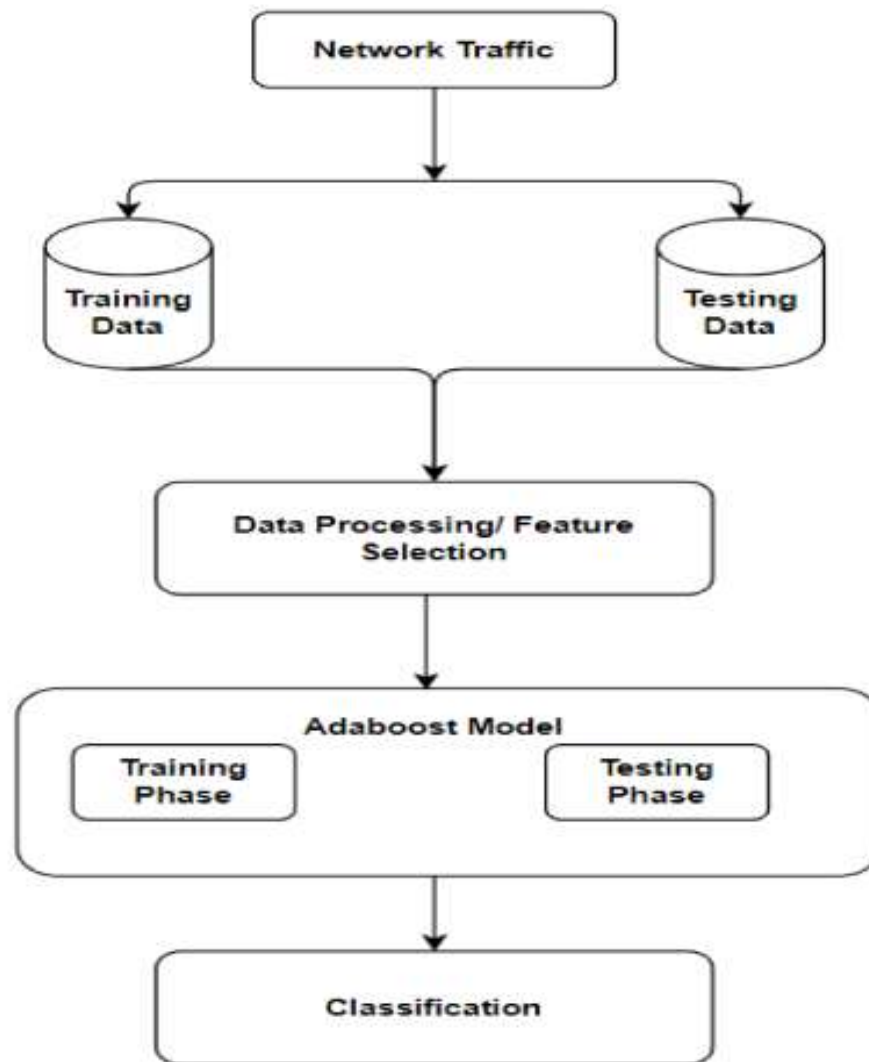 Network Traffic
Training
Data
Testing
Data
Data Processing/ Feature
Selection
Adaboost Model
Training
Phase
Testing
Phase
Classification